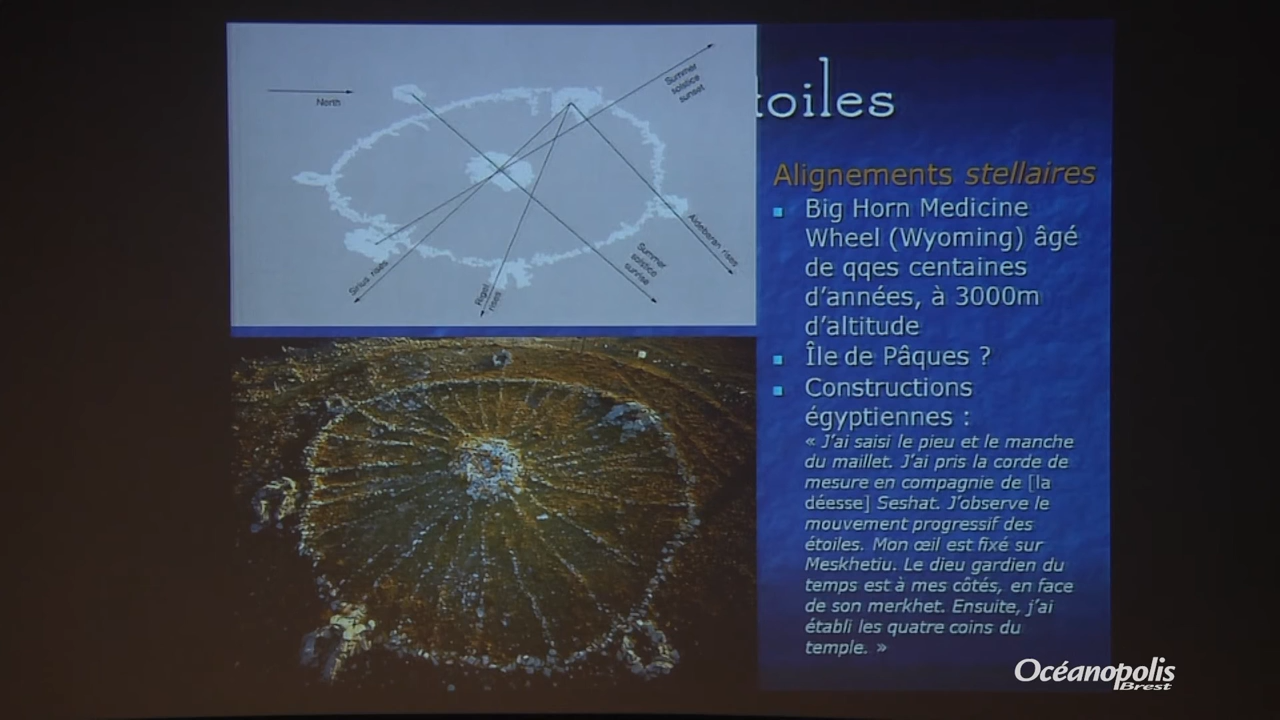 toiles
North
Summer
solstice
sunset
Sirius rises
Rigel
rises
Summer
solstice
sunrise
Aldebaran rises
Alignements stellaires
Big Horn Medicine
Wheel (Wyoming) âgé
de qqes centaines
d'années, à 3000m
d'altitude
Île de Pâques ?
Constructions
égyptiennes :
« J'ai saisi le pieu et le manche
du maillet. J'ai pris la corde de
mesure en compagnie de [la
déesse] Seshat. J'observe le
mouvement progressif des
étoiles. Mon œil est fixé sur
Meskhetiu. Le dieu gardien du
temps est à mes côtés, en face
de son merkhet. Ensuite, j'ai
établi les quatre coins du
temple. »
Océanopolis
Brest